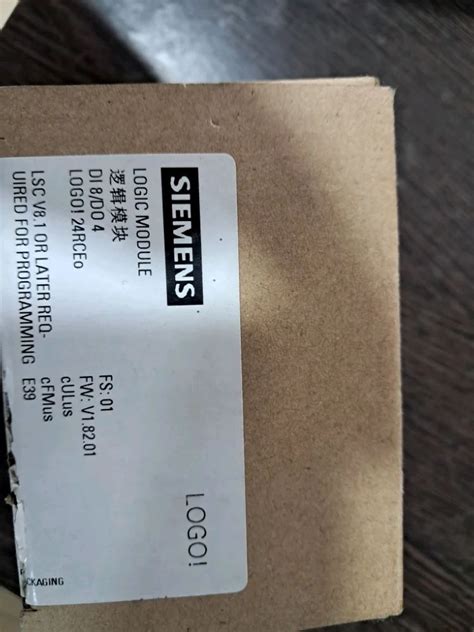 SIEMENS
LOGIC MODULE
逻辑模块
DI 8/DO 4
LOGO! 24RCEo
LSC V8.1 OR LATER REQ-
UIRED FOR PROGRAMMING
FS: 01
FW: V1.82.01
cULus
cFMus
E39
LOGO!
CKAGING